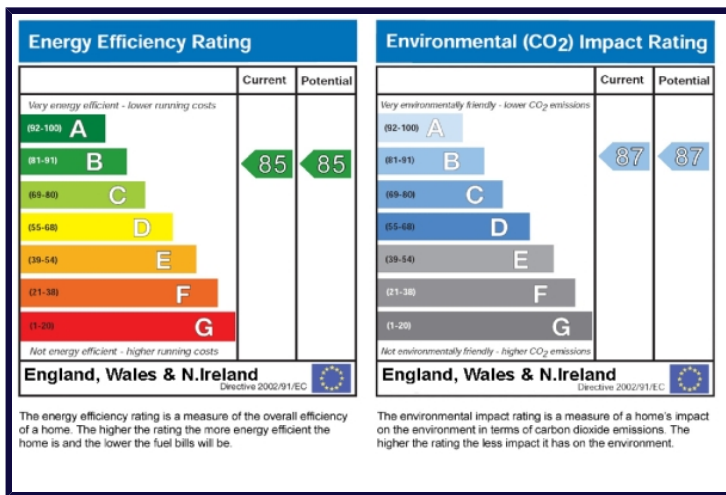 Energy Efficiency Rating
Current Potential
Very energy efficient - lower running costs
(92-100) A
(81-91) B 85 85
(69-80) C
(55-68) D
(39-54) E
(21-38) F
(1-20) G
Not energy efficient - higher running costs
England, Wales & N.Ireland
Directive 2002/91/EC
The energy efficiency rating is a measure of the overall efficiency
of a home. The higher the rating the more energy efficient the
home is and the lower the fuel bills will be.
Environmental (CO2) Impact Rating
Current Potential
Very environmentally friendly - lower CO2 emissions
(92-100) A
(81-91) B 87 87
(69-80) C
(55-68) D
(39-54) E
(21-38) F
(1-20) G
Not environmentally friendly - higher CO2 emissions
England, Wales & N.Ireland
Directive 2002/91/EC
The environmental impact rating is a measure of a home's impact
on the environment in terms of carbon dioxide emissions. The
higher the rating the less impact it has on the environment.